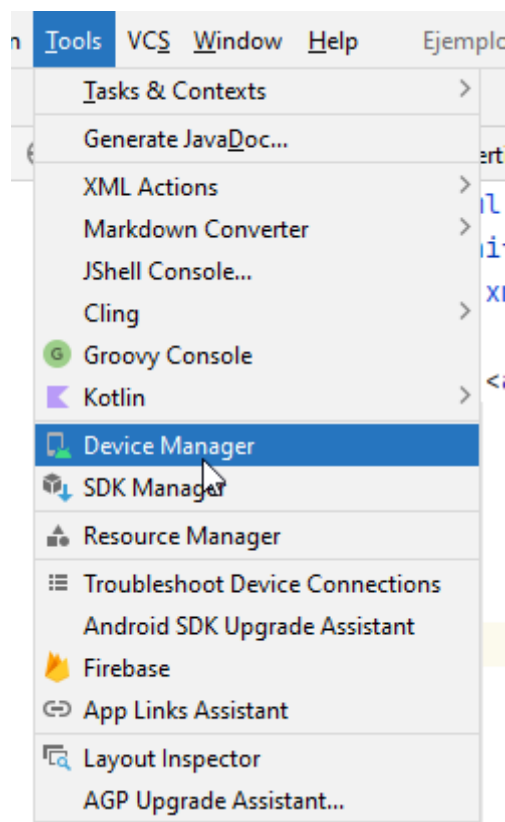 Tools VCS Window Help Ejempl
Tasks & Contexts
Generate JavaDoc...
XML Actions
Markdown Converter
JShell Console...
Cling
G Groovy Console
Kotlin
Device Manager
SDK Manager
Resource Manager
Troubleshoot Device Connections
Android SDK Upgrade Assistant
Firebase
App Links Assistant
Layout Inspector
AGP Upgrade Assistant...